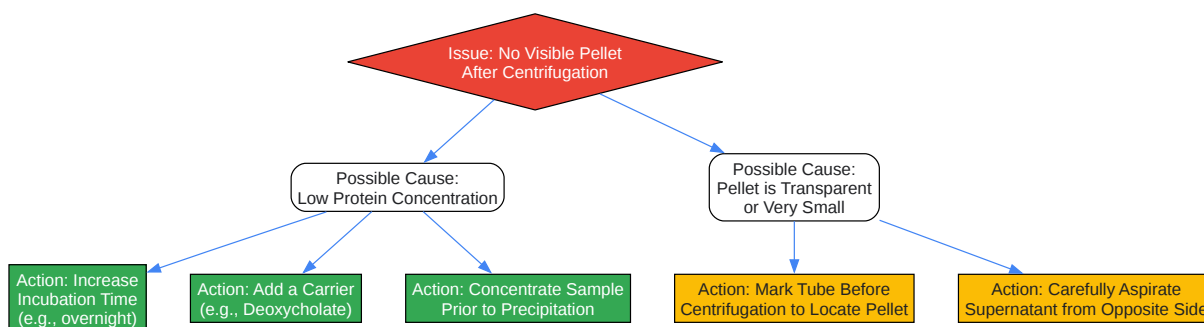 Issue: No Visible Pellet
After Centrifugation
Possible Cause:
Low Protein Concentration
Possible Cause:
Pellet is Transparent
or Very Small
Action: Increase
Incubation Time
(e.g., overnight)
Action: Add a Carrier
(e.g., Deoxycholate)
Action: Concentrate Sample
Prior to Precipitation
Action: Mark Tube Before
Centrifugation to Locate Pellet
Action: Carefully Aspirate
Supernatant from Opposite Side